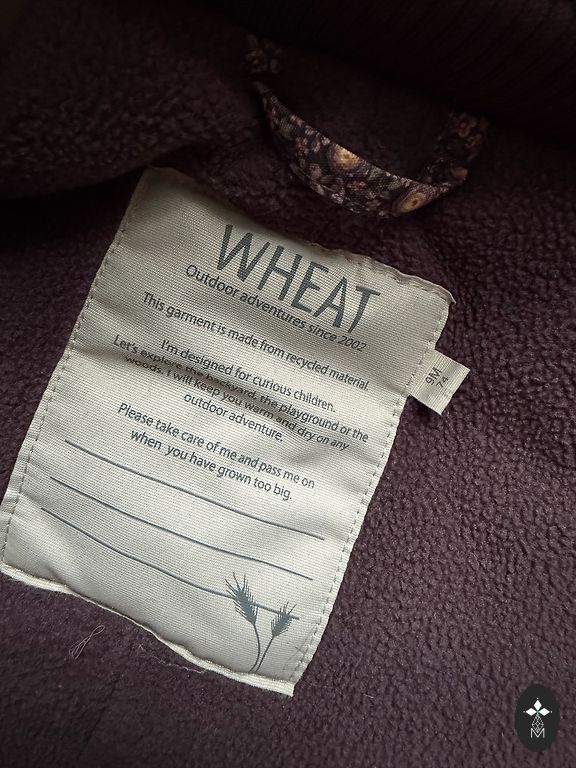 WHEAT
Outdoor adventures since 2002
This garment is made from recycled material.
I'm designed for curious children.
Let's explore the backyard, the playground or the
woods. I will keep you warm and dry on any
outdoor adventure.
Please take care of me and pass me on
when you have grown too big.
9M
74
M